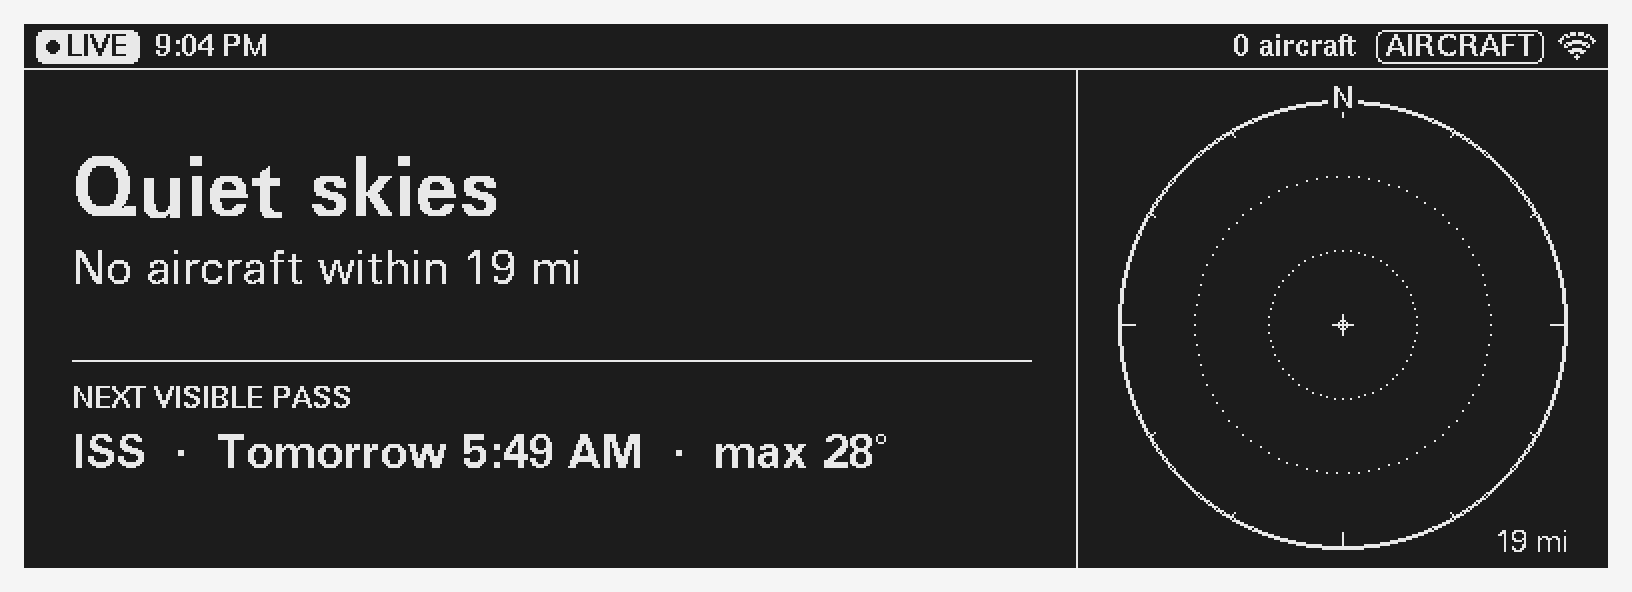 LIVE 9:04 PM 0 aircraft AIRCRAFT
N
Quiet skies
No aircraft within 19 mi
NEXT VISIBLE PASS
ISS · Tomorrow 5:49 AM · max 28°
19 mi